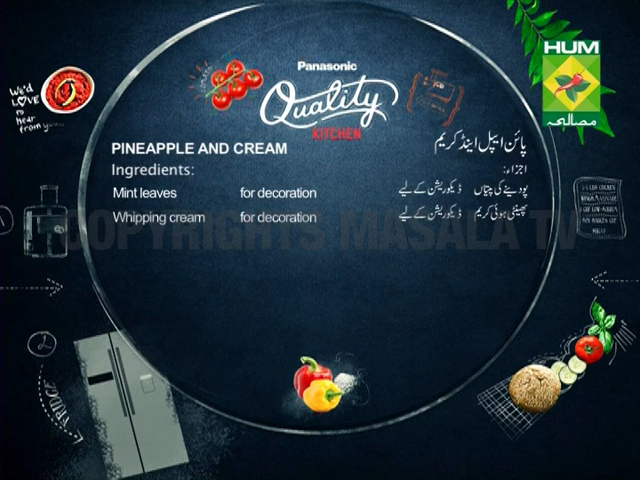 We'd
LOVE
to
hear
from you
Panasonic
Quality
KITCHEN
HUM
مصالحہ
PINEAPPLE AND CREAM
پائن ایپل اینڈ کریم
Ingredients:
اجزاء:
Mint leaves for decoration
پودینے کی پتیاں ڈیکوریشن کے لیے
Whipping cream for decoration
پھینٹی ہوئی کریم ڈیکوریشن کے لیے
COPYRIGHTS MASALA TV
FRIDGE